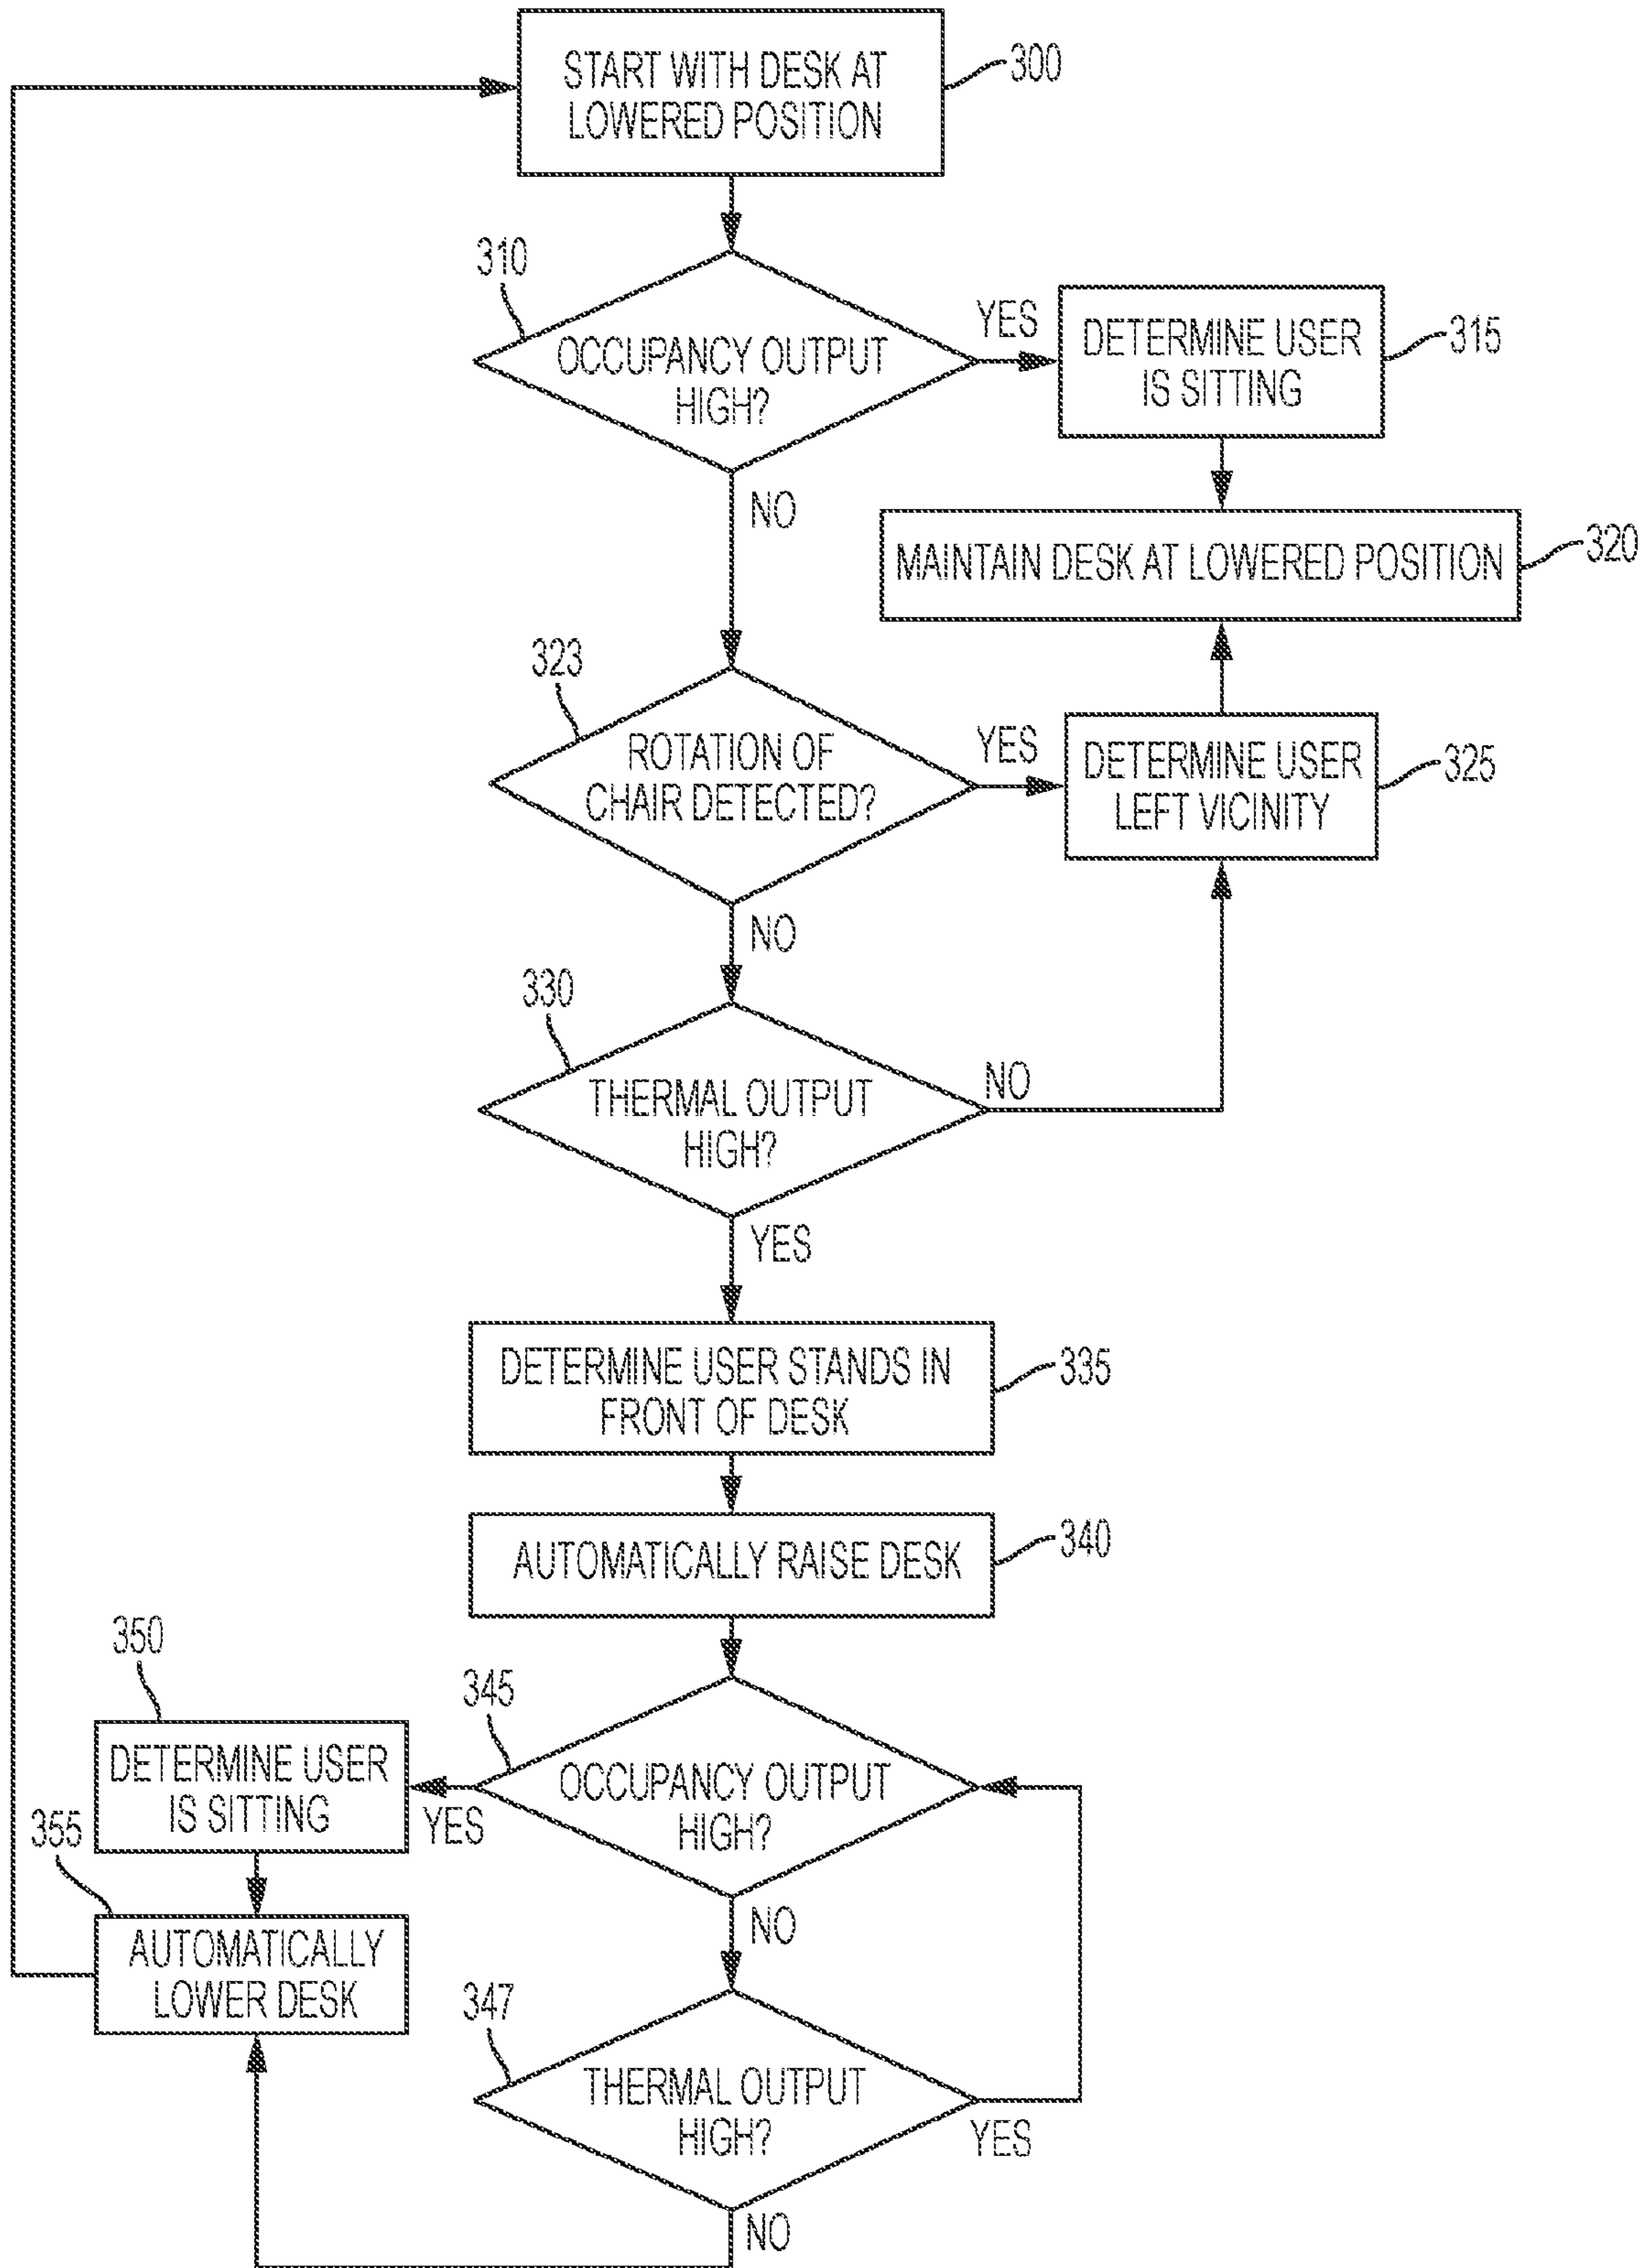 START WITH DESK AT
LOWERED POSITION
300
310
OCCUPANCY OUTPUT
HIGH?
YES
DETERMINE USER
IS SITTING
315
NO
MAINTAIN DESK AT LOWERED POSITION
320
323
ROTATION OF
CHAIR DETECTED?
YES
DETERMINE USER
LEFT VICINITY
325
NO
330
THERMAL OUTPUT
HIGH?
NO
YES
DETERMINE USER STANDS IN
FRONT OF DESK
335
AUTOMATICALLY RAISE DESK
340
345
OCCUPANCY OUTPUT
HIGH?
YES
350
DETERMINE USER
IS SITTING
355
AUTOMATICALLY
LOWER DESK
NO
347
THERMAL OUTPUT
HIGH?
YES
NO